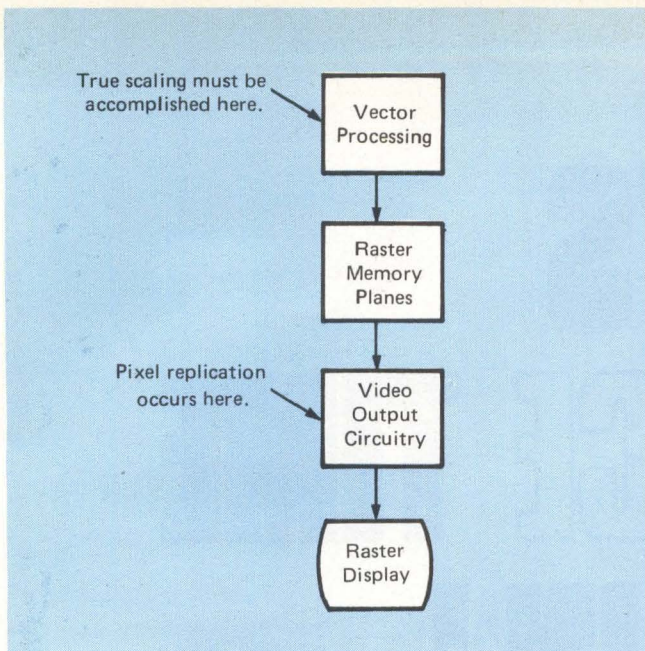 True scaling must be
accomplished here.
Vector
Processing
Raster
Memory
Planes
Pixel replication
occurs here.
Video
Output
Circuitry
Raster
Display